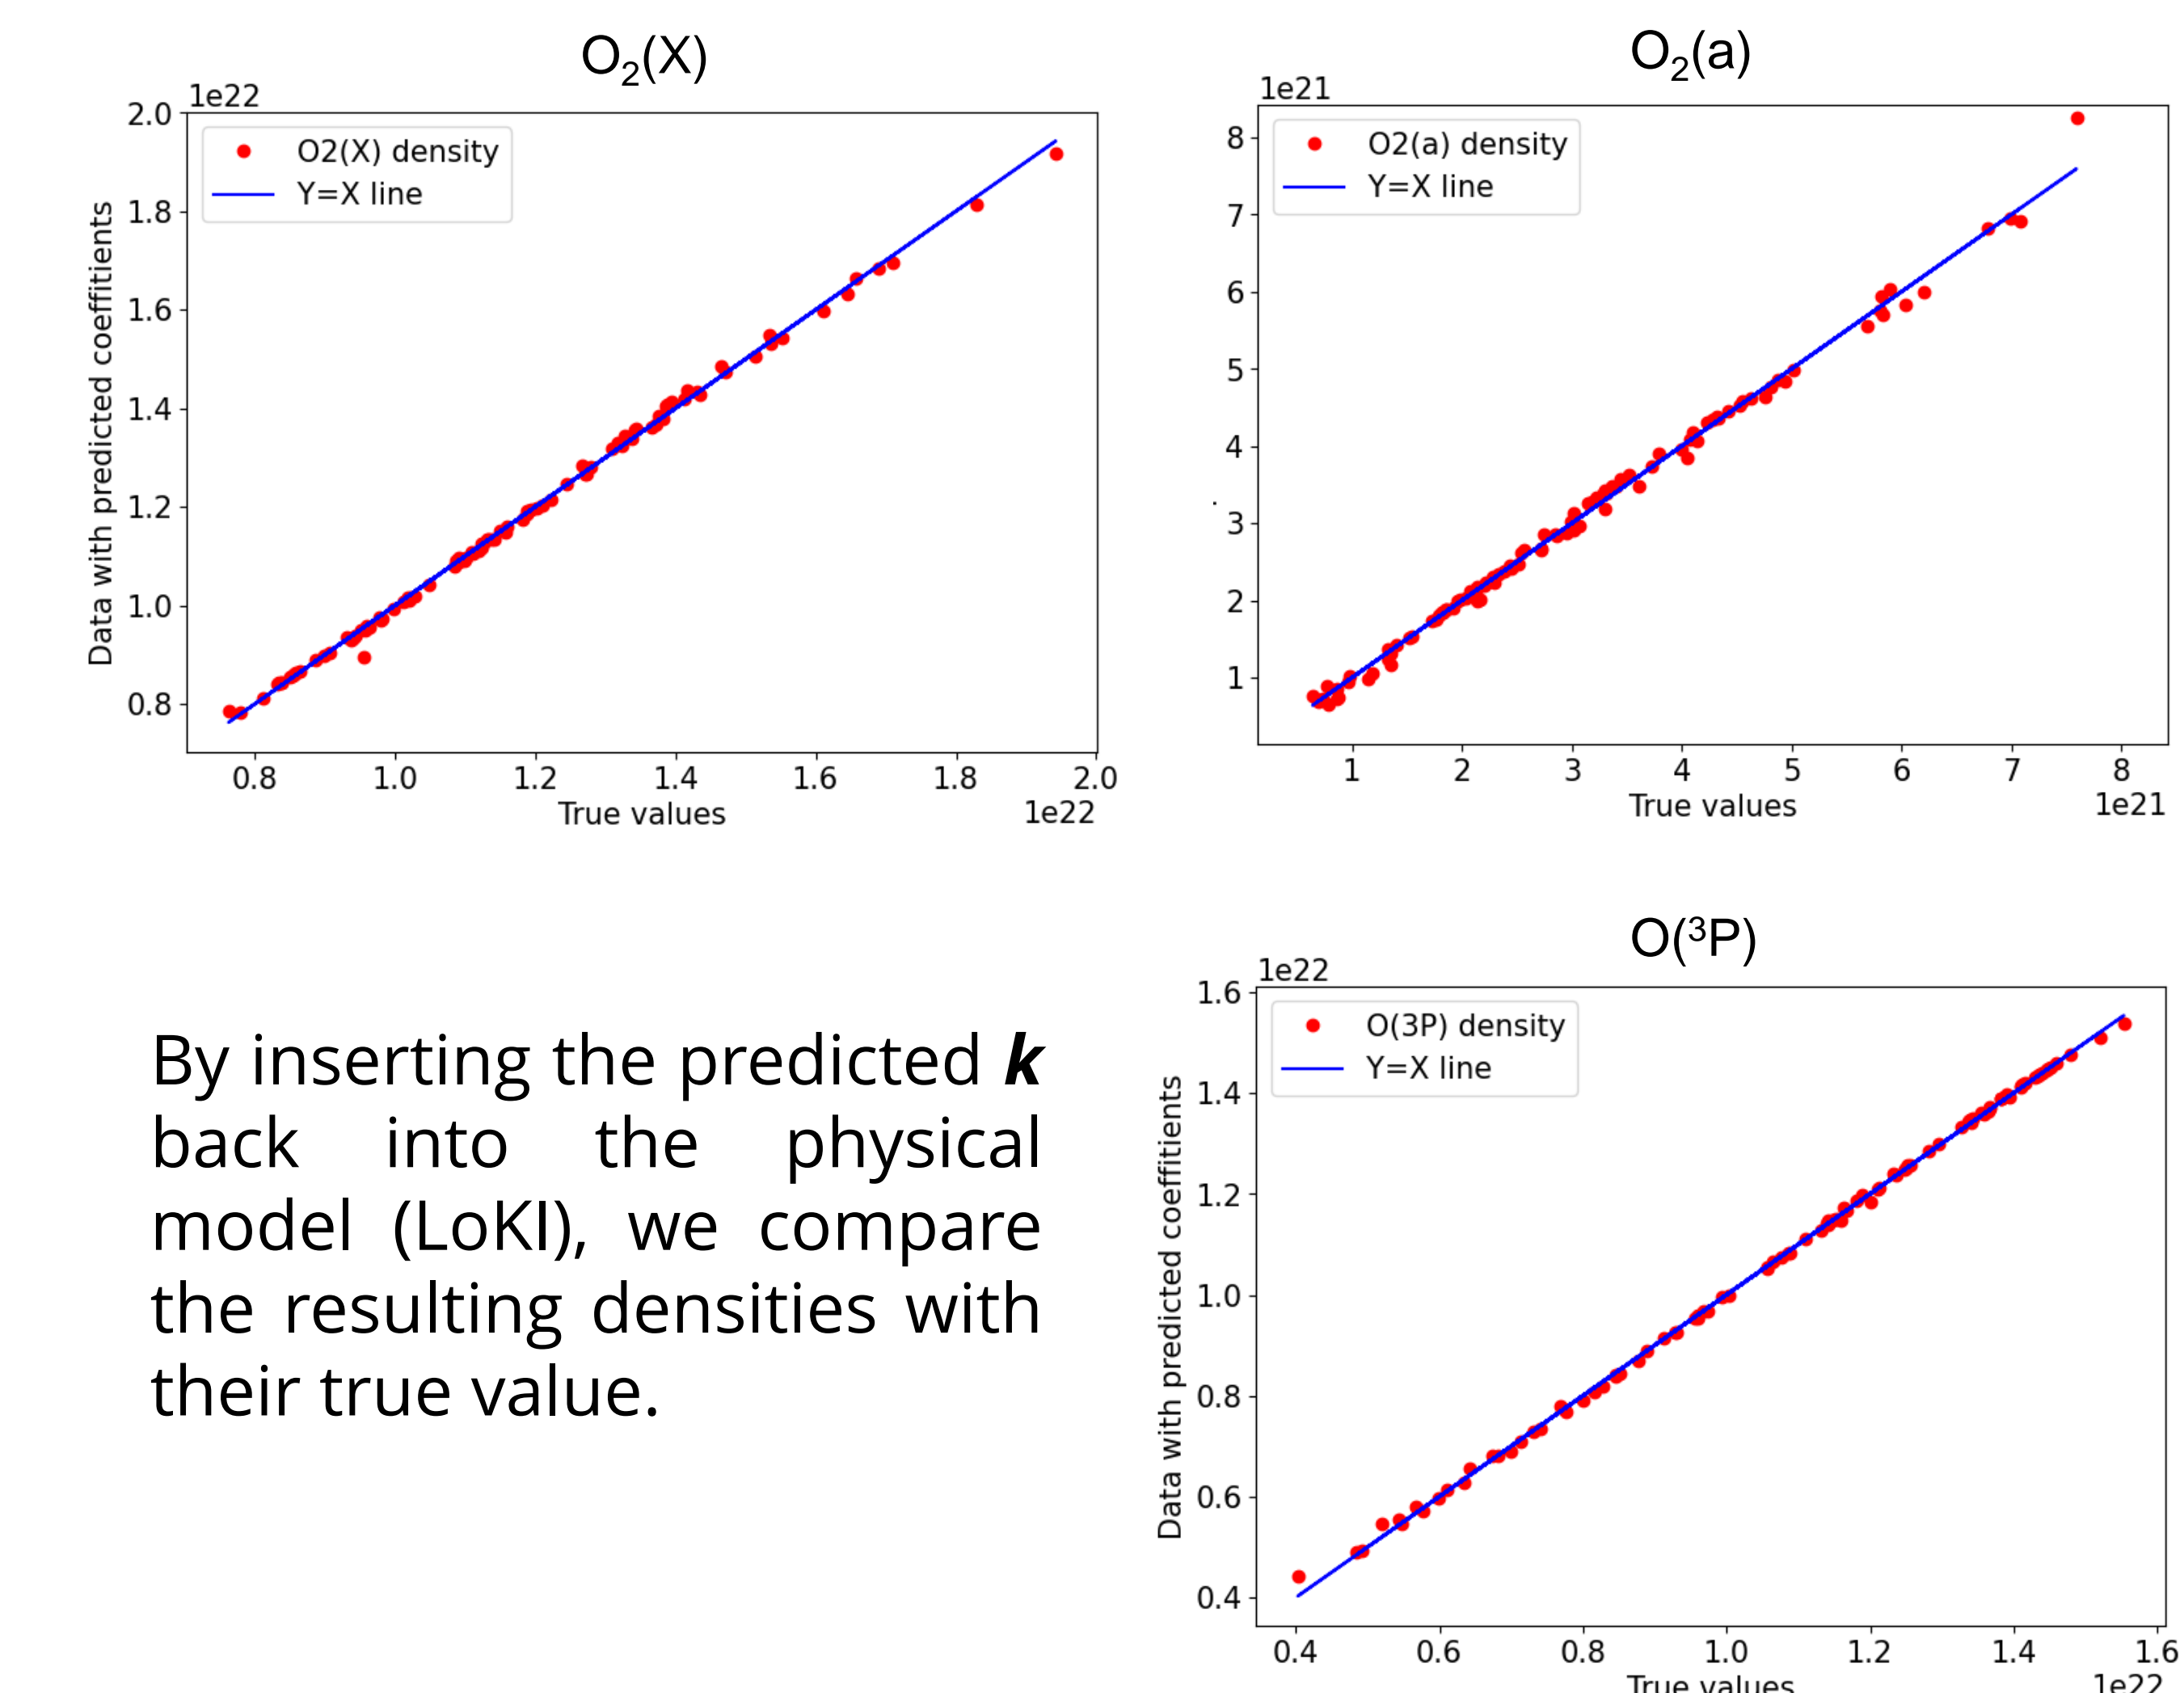 O2(X)
1e22
O2(X) density
Y=X line
2.0
1.8
1.6
1.4
1.2
1.0
0.8
Data with predicted coeffitients
0.8 1.0 1.2 1.4 1.6 1.8 2.0
True values
1e22
O2(a)
1e21
O2(a) density
Y=X line
8
7
6
5
4
3
2
1
1 2 3 4 5 6 7 8
True values
1e21
By inserting the predicted k
back into the physical
model (LoKI), we compare
the resulting densities with
their true value.
O(³P)
1e22
O(3P) density
Y=X line
1.6
1.4
1.2
1.0
0.8
0.6
0.4
Data with predicted coeffitients
0.4 0.6 0.8 1.0 1.2 1.4 1.6
True values
1e22